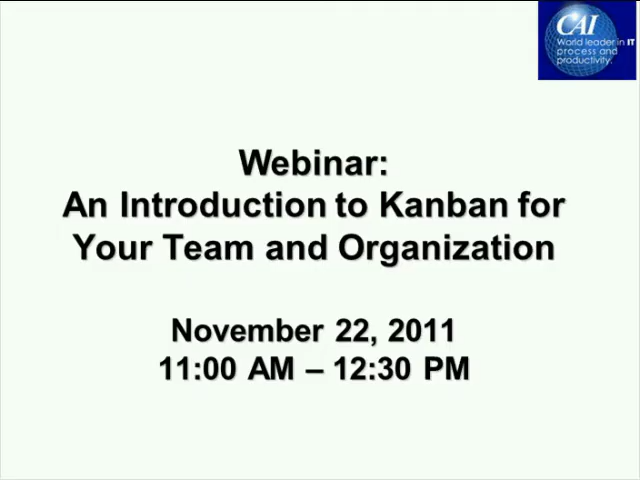 CAI
World leader in IT
process and
productivity.
Webinar:
An Introduction to Kanban for
Your Team and Organization
November 22, 2011
11:00 AM – 12:30 PM